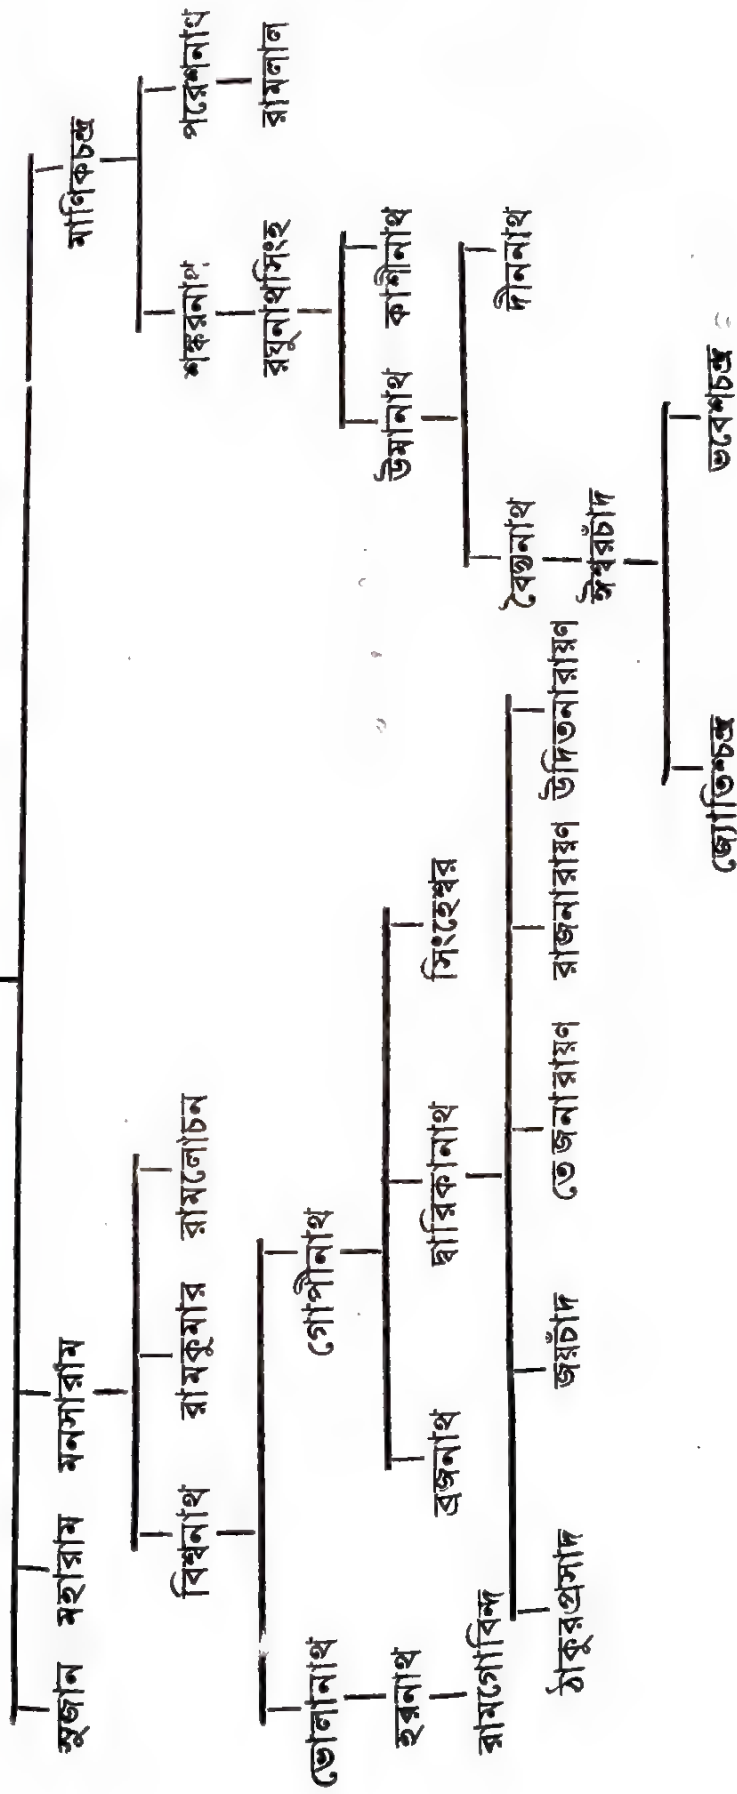 সুজান মহারাম মনসারাম মাণিকচন্দ্র
বিশ্বনাথ রামকুমার রামলোচন শঙ্করনাথ পরেশনাথ
রঘুনাথসিংহ রামলাল
ভোলানাথ গোপীনাথ উমানাথ কাশীনাথ
হরনাথ
ব্রজনাথ দ্বারিকানাথ সিংহেশ্বর
রামগোবিন্দ বৈদ্যনাথ দীননাথ
ঠাকুরপ্রসাদ জয়চাঁদ তেজনারায়ণ রাজনারায়ণ উদিতনারায়ণ
ঈশ্বরচাঁদ
জ্যোতিশ্চন্দ্র ভবেশচন্দ্র